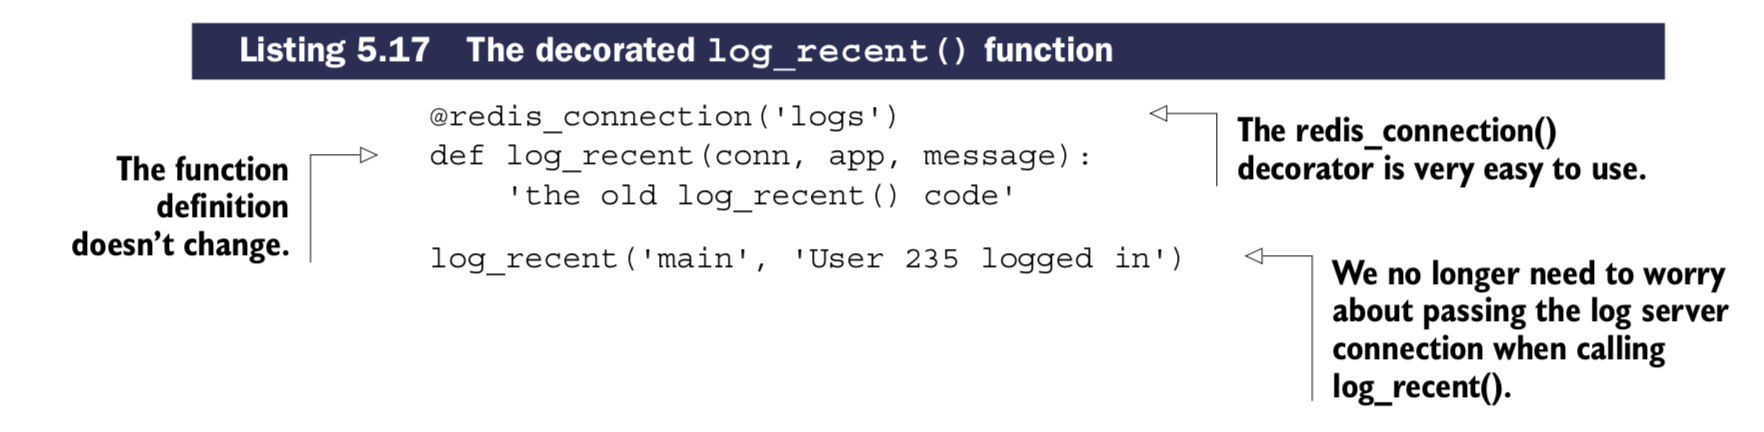 Listing 5.17 The decorated log_recent() function
@redis_connection('logs')
def log_recent(conn, app, message):
    'the old log_recent() code'
log_recent('main', 'User 235 logged in')
The function
definition
doesn't change.
The redis_connection()
decorator is very easy to use.
We no longer need to worry
about passing the log server
connection when calling
log_recent().